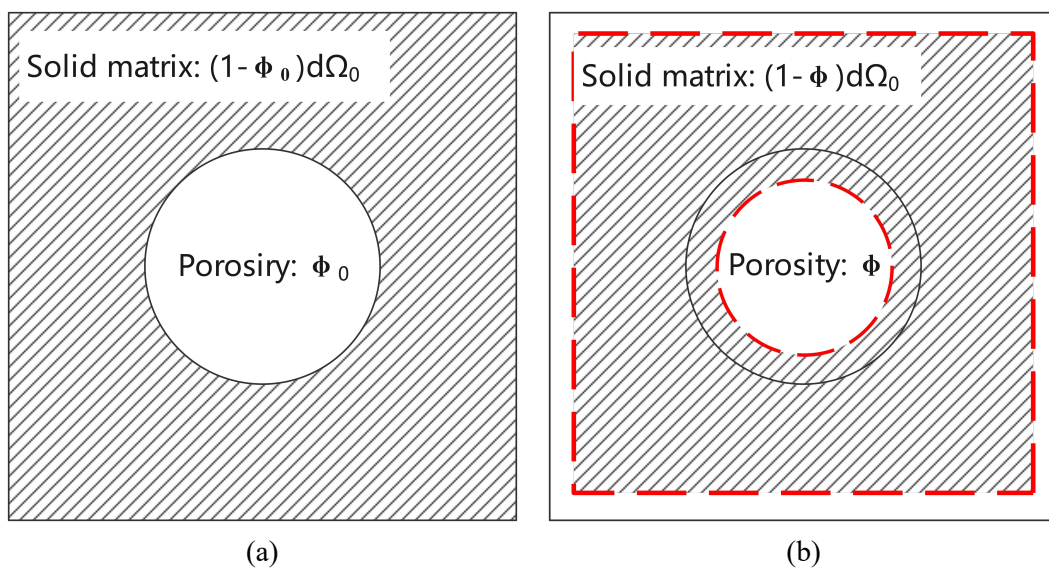 Solid matrix: (1-Φ₀)dΩ₀
Solid matrix: (1-Φ)dΩ₀
Porosiry: Φ₀
Porosity: Φ
(a)
(b)